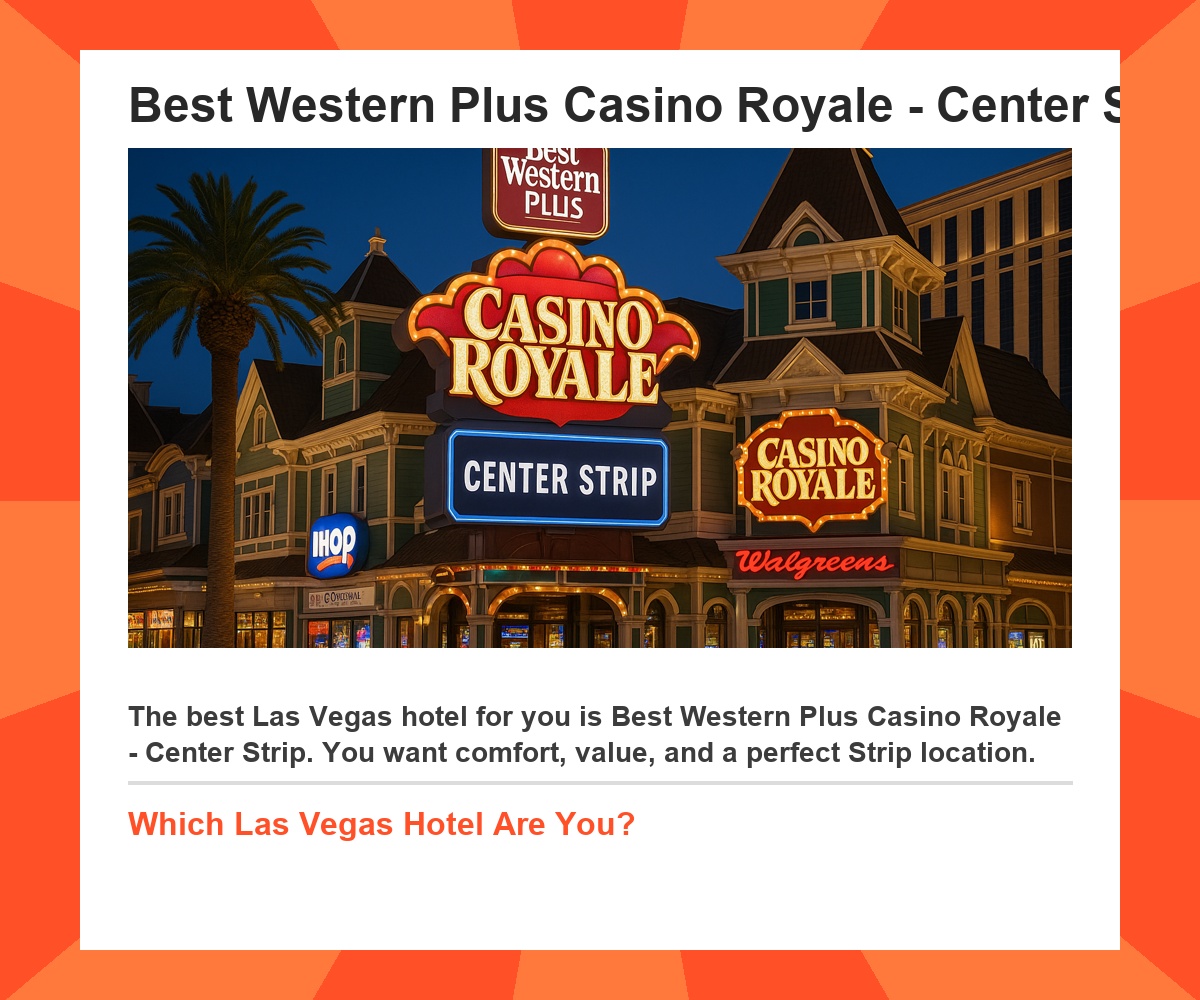 Best Western Plus Casino Royale - Center S
Best
Western
PLUS
CASINO
ROYALE
CENTER STRIP
CASINO
ROYALE
IHOP
Walgreens
The best Las Vegas hotel for you is Best Western Plus Casino Royale
- Center Strip. You want comfort, value, and a perfect Strip location.
Which Las Vegas Hotel Are You?